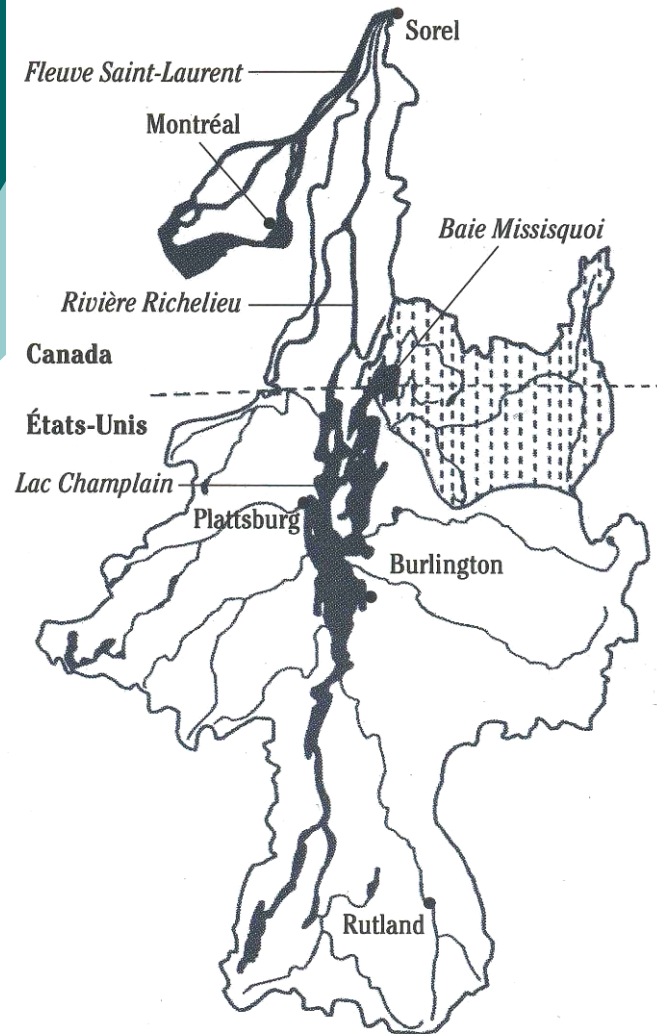 Sorel
Fleuve Saint-Laurent
Montréal
Baie Missisquoi
Rivière Richelieu
Canada
États-Unis
Lac Champlain
Plattsburg
Burlington
Rutland